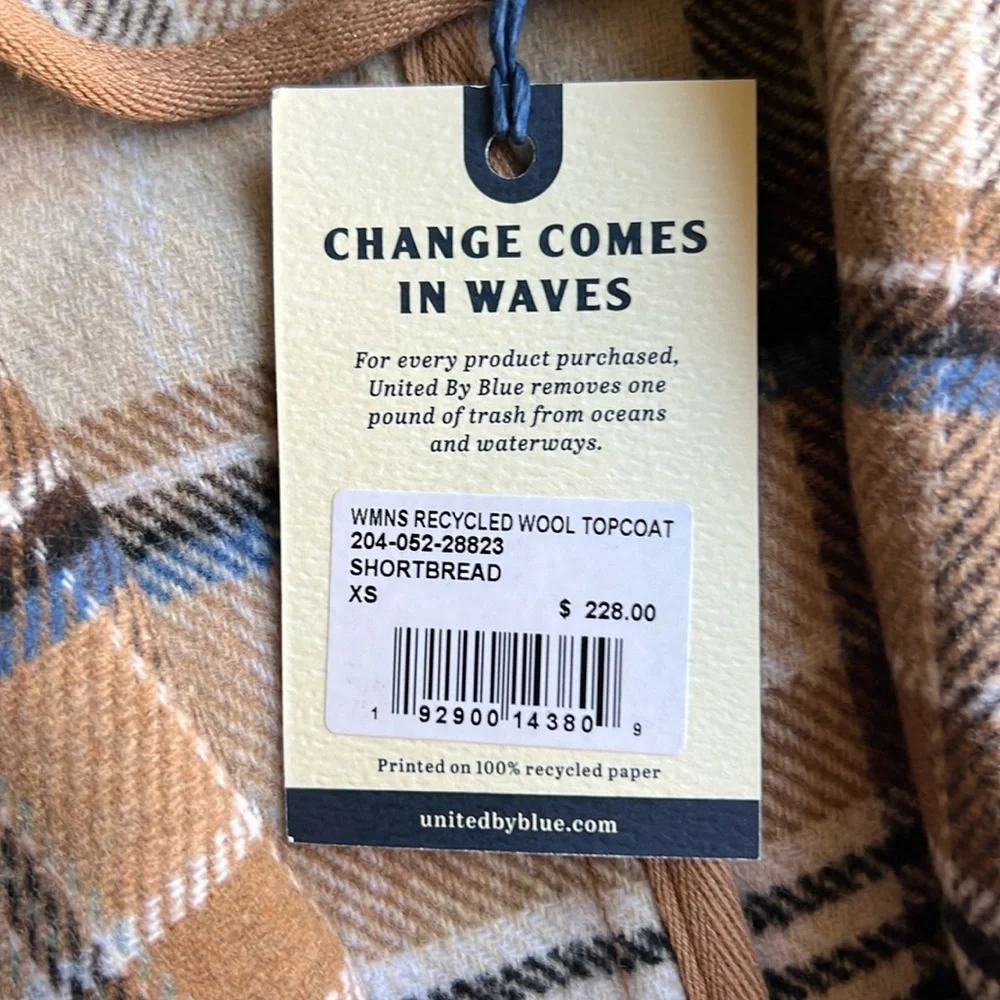 CHANGE COMES
IN WAVES
For every product purchased,
United By Blue removes one
pound of trash from oceans
and waterways.
WMNS RECYCLED WOOL TOPCOAT
204-052-28823
SHORTBREAD
XS
$ 228.00
1 92900 14380 9
Printed on 100% recycled paper
unitedbyblue.com